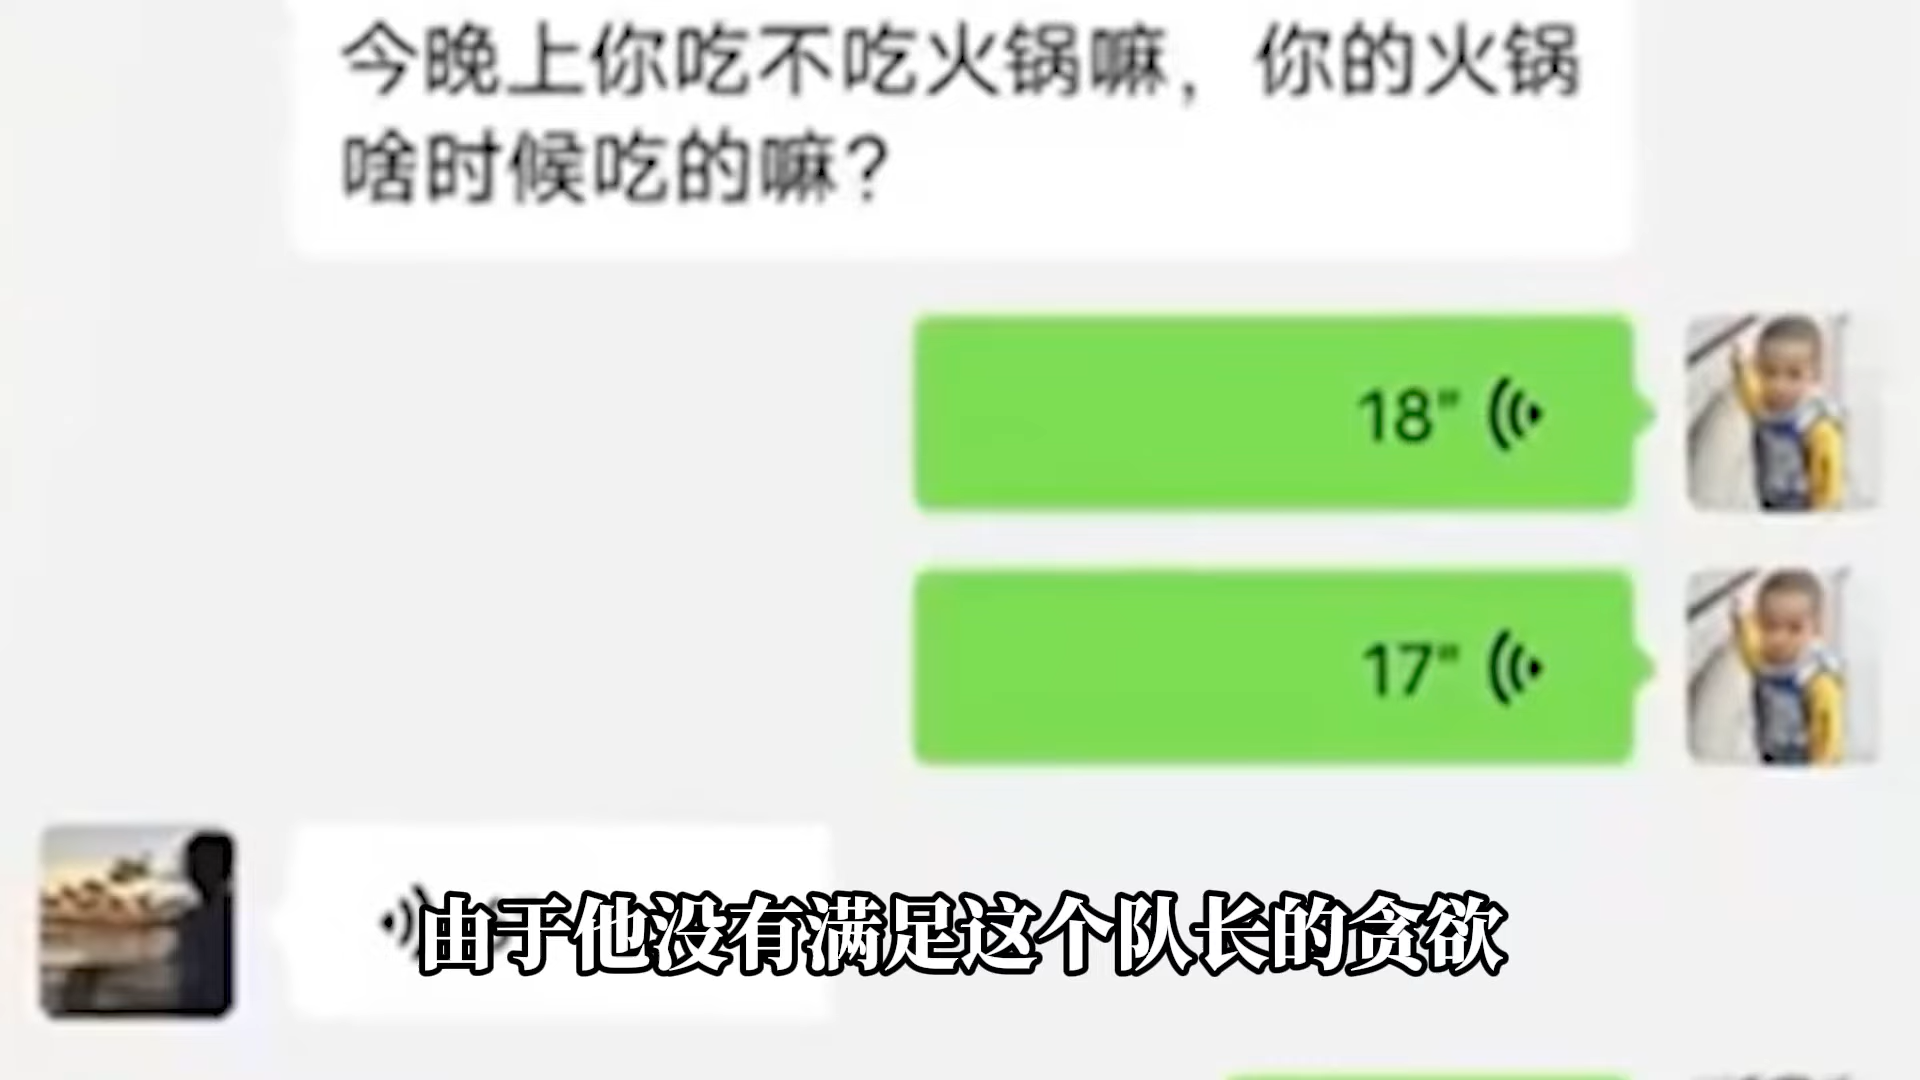 今晚上你吃不吃火锅嘛，你的火锅
啥时候吃的嘛？
18"
17"
由于他没有满足这个队长的贪欲